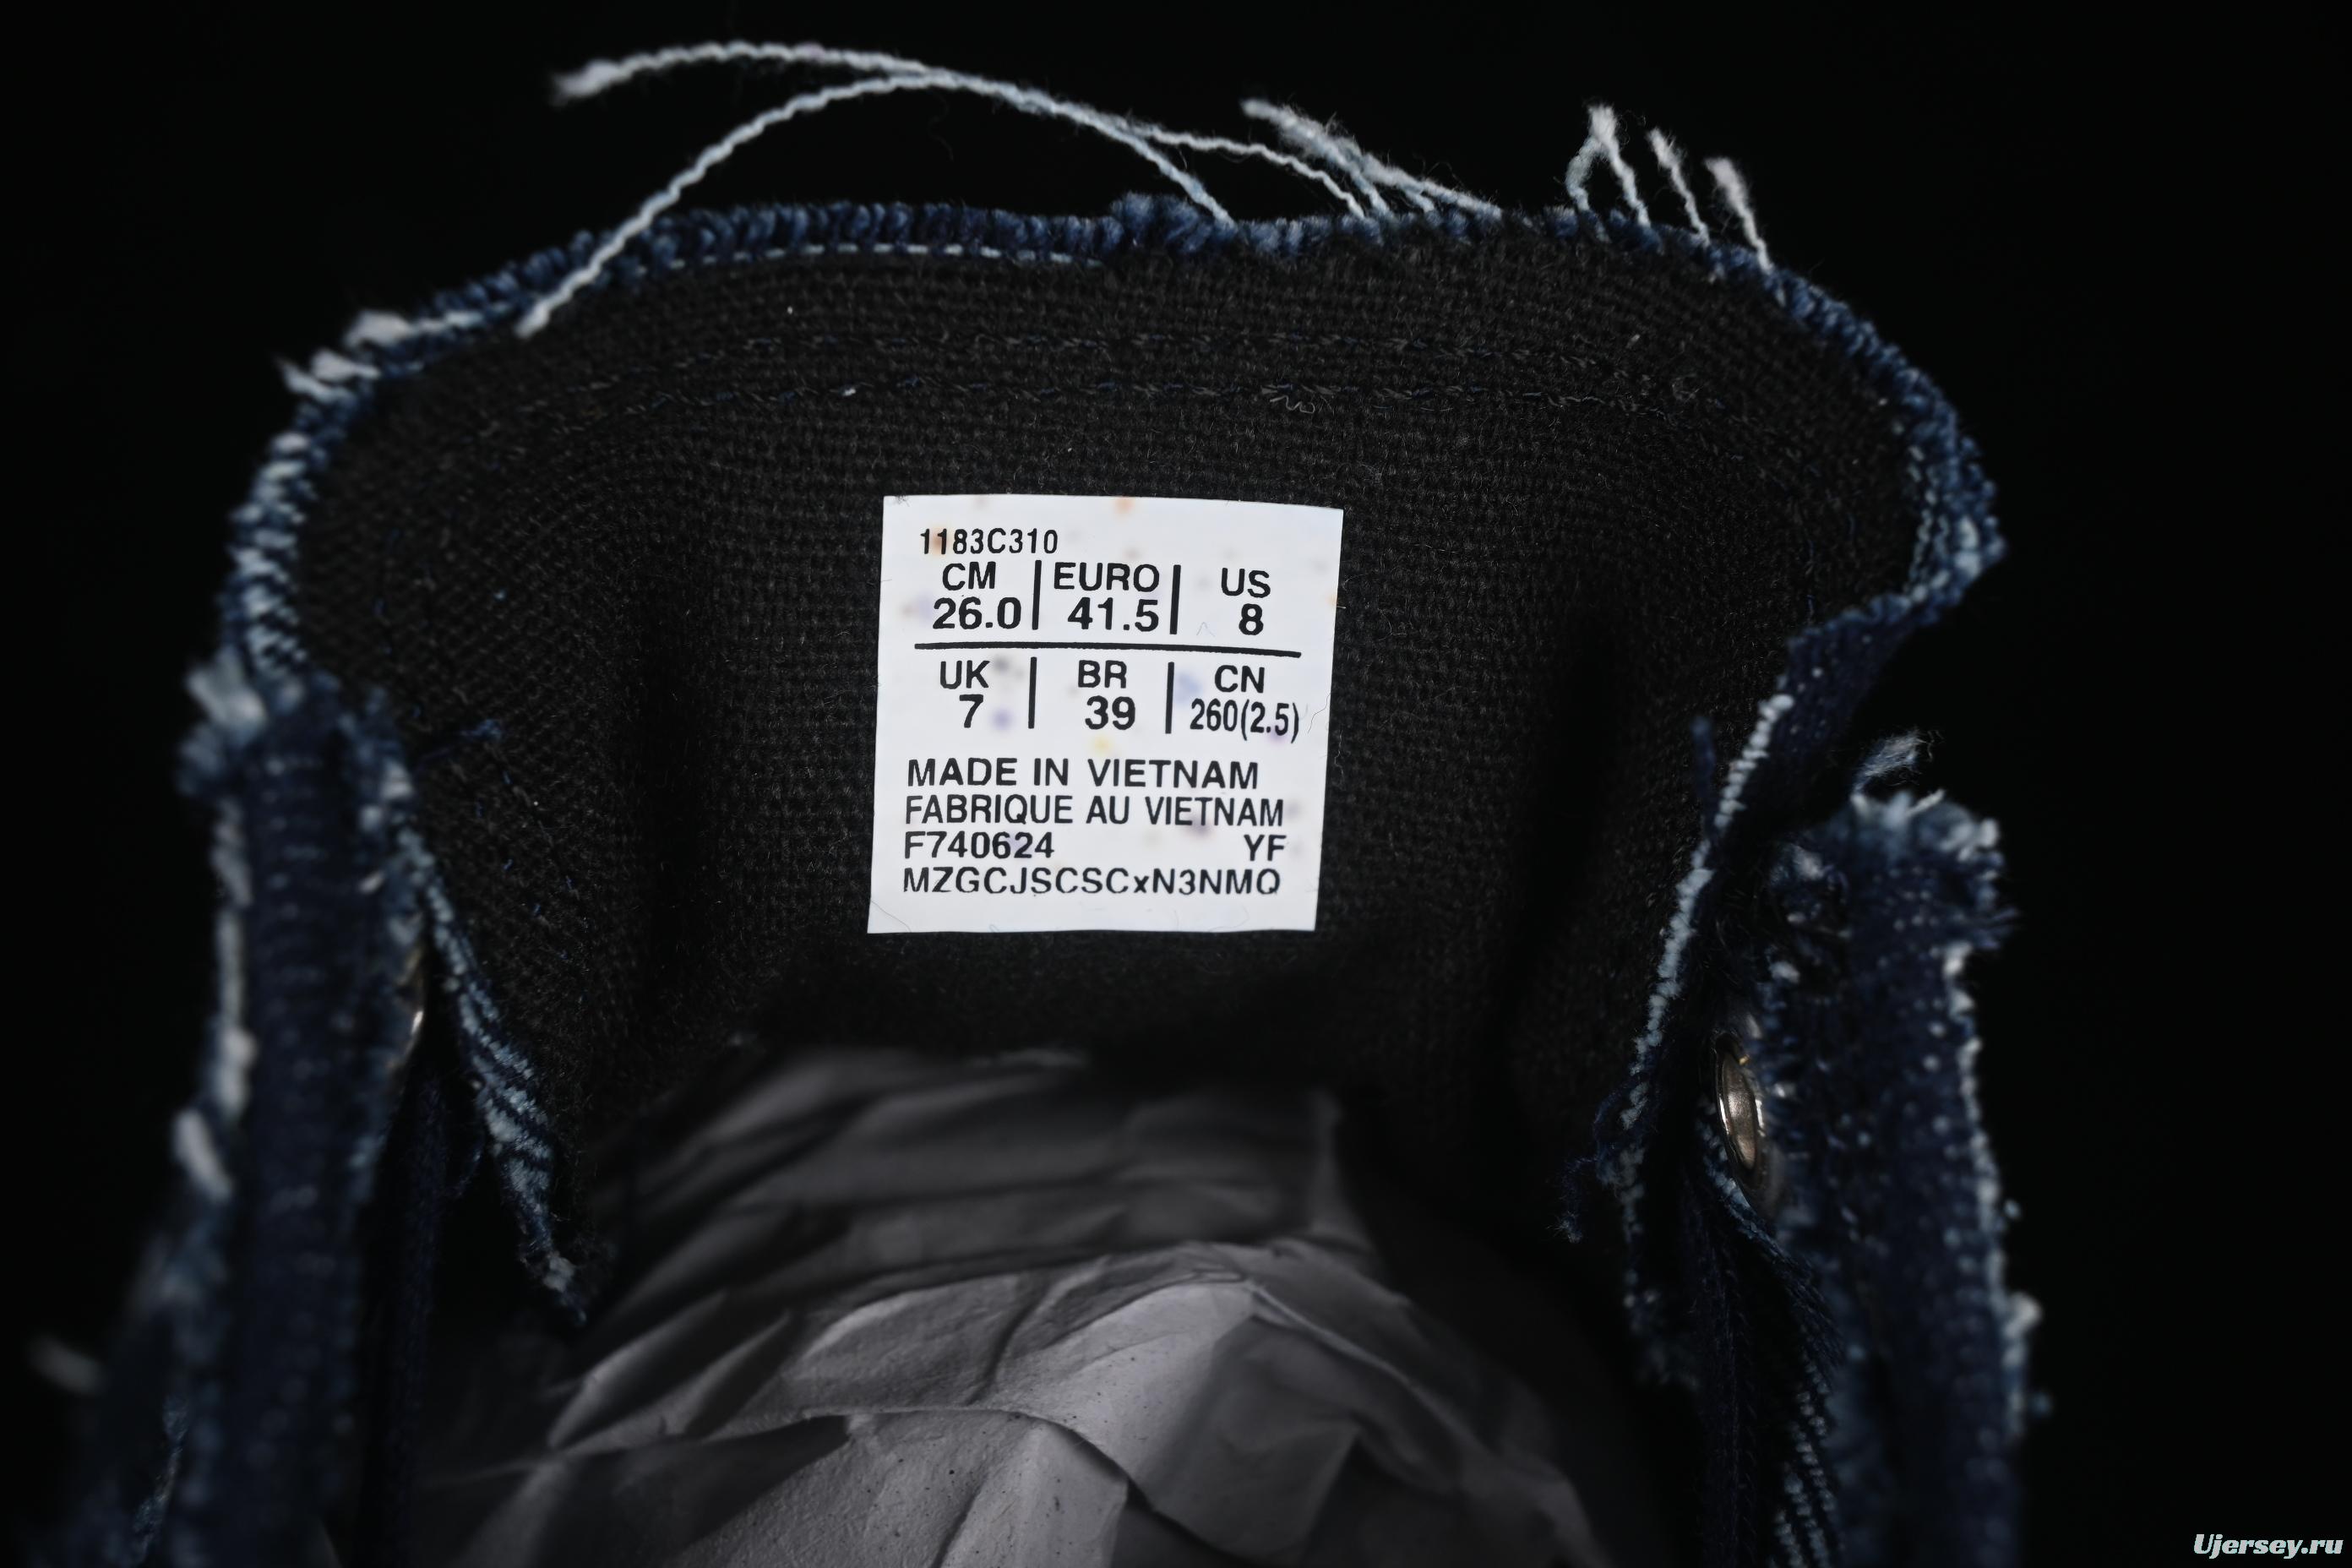 1183C310
CM | EURO | US
26.0 | 41.5 | 8
UK | BR | CN
7 | 39 | 260(2.5)
MADE IN VIETNAM
FABRIQUE AU VIETNAM
F740624 YF
MZGCJSCSCxN3NMQ
Ujersey.ru